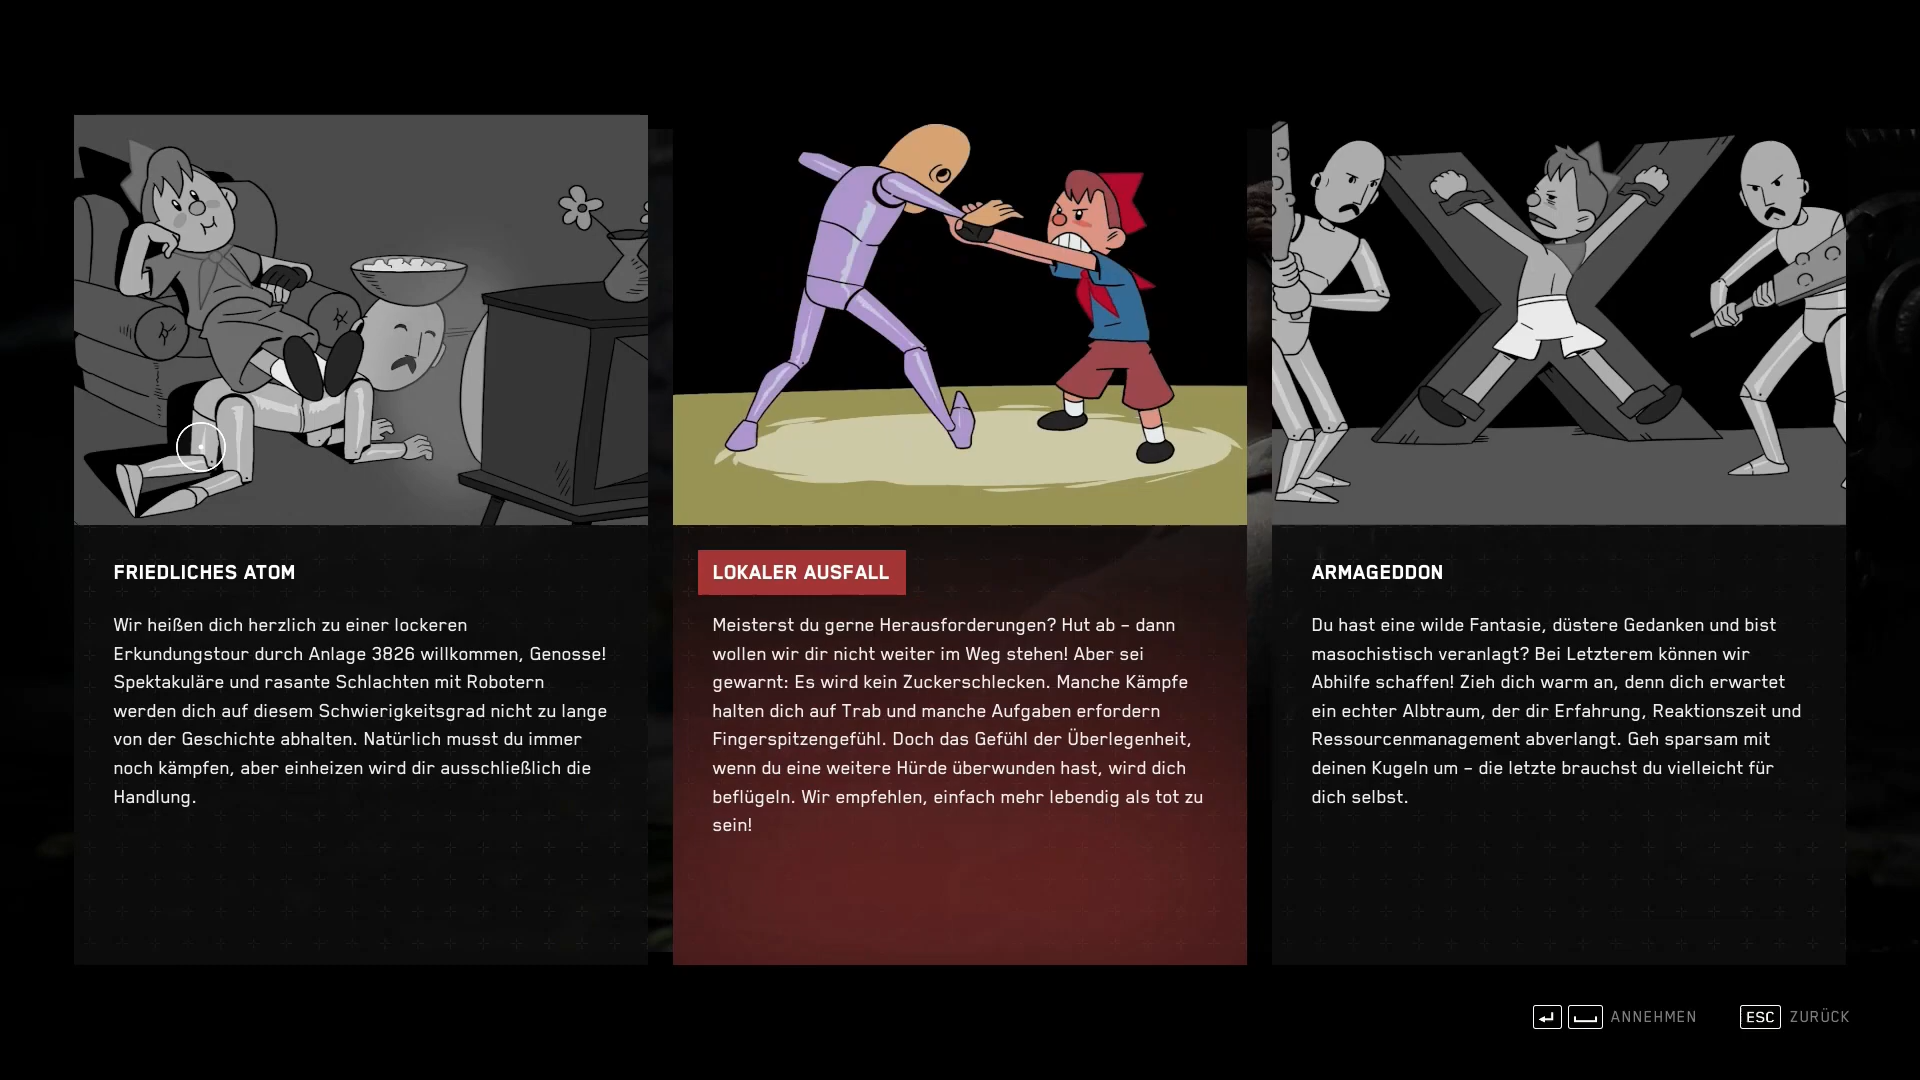 FRIEDLICHES ATOM
Wir heißen dich herzlich zu einer lockeren
Erkundungstour durch Anlage 3826 willkommen, Genosse!
Spektakuläre und rasante Schlachten mit Robotern
werden dich auf diesem Schwierigkeitsgrad nicht zu lange
von der Geschichte abhalten. Natürlich musst du immer
noch kämpfen, aber einheizen wird dir ausschließlich die
Handlung.
LOKALER AUSFALL
Meisterst du gerne Herausforderungen? Hut ab – dann
wollen wir dir nicht weiter im Weg stehen! Aber sei
gewarnt: Es wird kein Zuckerschlecken. Manche Kämpfe
halten dich auf Trab und manche Aufgaben erfordern
Fingerspitzengefühl. Doch das Gefühl der Überlegenheit,
wenn du eine weitere Hürde überwunden hast, wird dich
beflügeln. Wir empfehlen, einfach mehr lebendig als tot zu
sein!
ARMAGEDDON
Du hast eine wilde Fantasie, düstere Gedanken und bist
masochistisch veranlagt? Bei Letzterem können wir
Abhilfe schaffen! Zieh dich warm an, denn dich erwartet
ein echter Albtraum, der dir Erfahrung, Reaktionszeit und
Ressourcenmanagement abverlangt. Geh sparsam mit
deinen Kugeln um – die letzte brauchst du vielleicht für
dich selbst.
ANNEHMEN
ESC ZURÜCK